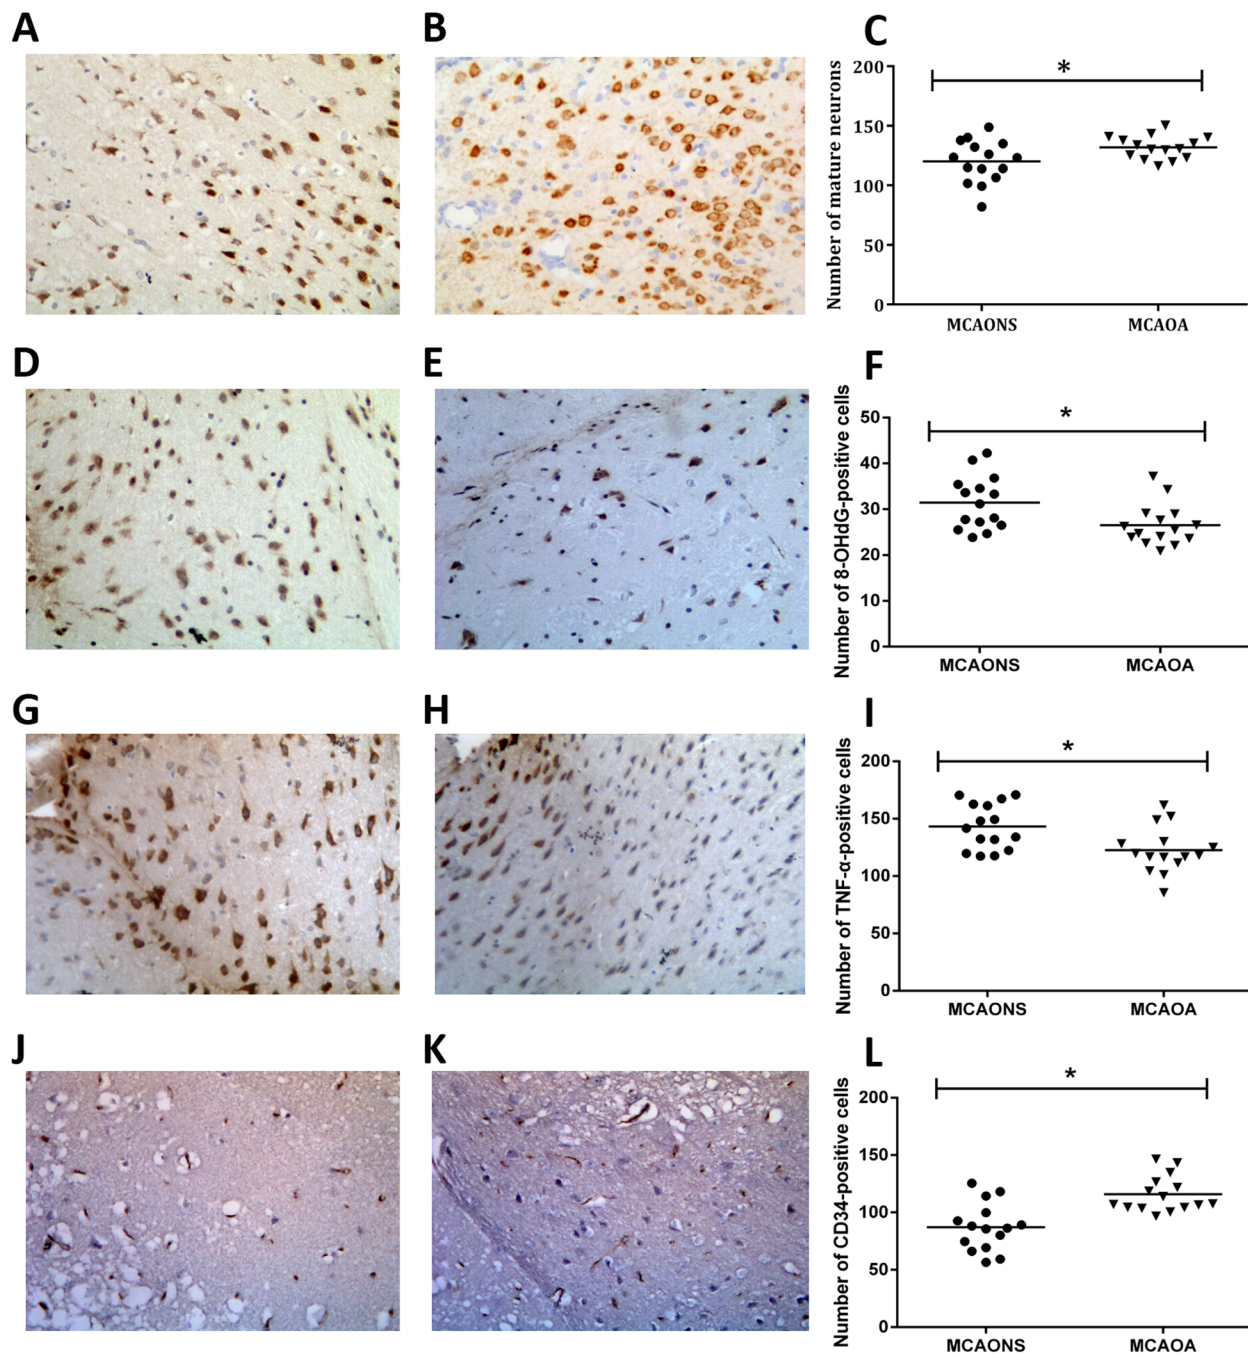 A
B
C
200
150
100
50
0
Number of mature neurons
*
MCAONS
MCAOA
D
E
F
50
40
30
20
10
0
Number of 8-OHdG-positive cells
*
MCAONS
MCAOA
G
H
I
200
150
100
50
0
Number of TNF-α-positive cells
*
MCAONS
MCAOA
J
K
L
200
150
100
50
0
Number of CD34-positive cells
*
MCAONS
MCAOA